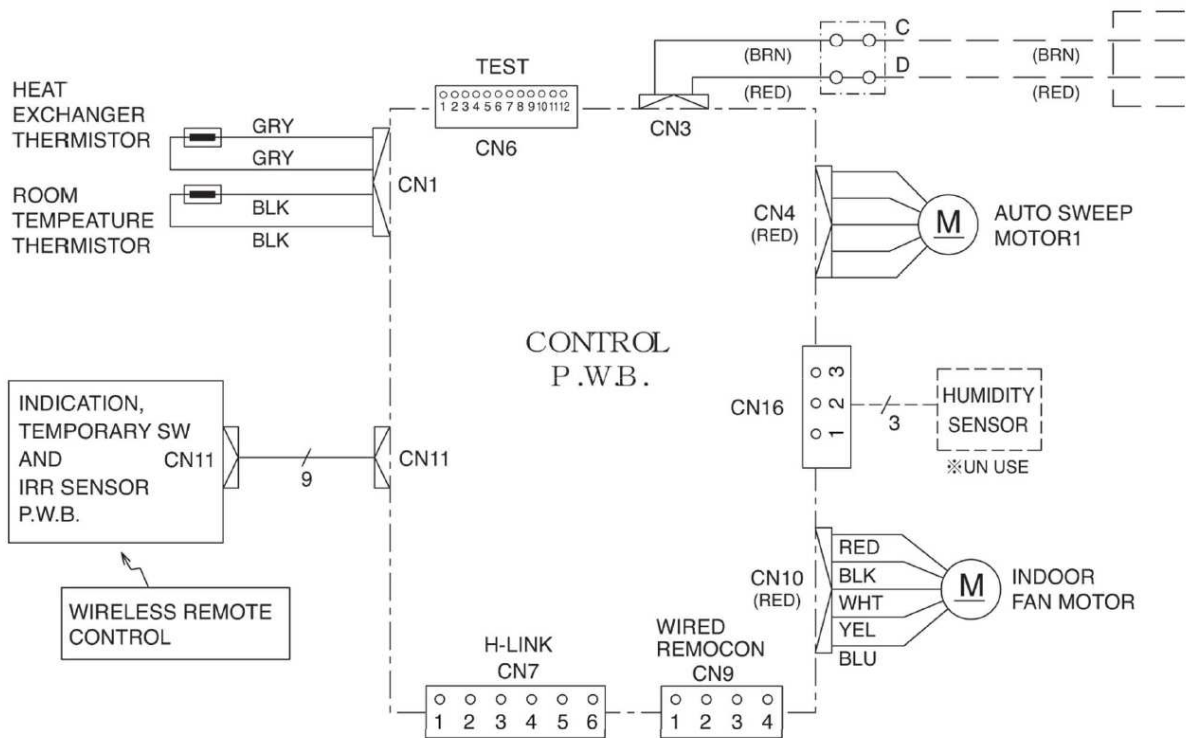 HEAT
EXCHANGER
THERMISTOR
GRY
GRY
ROOM
TEMPEATURE
THERMISTOR
BLK
BLK
CN1
TEST
1 2 3 4 5 6 7 8 9 10 11 12
CN6
CN3
(BRN)
(RED)
C
D
(BRN)
(RED)
CN4
(RED)
M
AUTO SWEEP
MOTOR1
CONTROL
P.W.B.
CN16
3
2
1
3
HUMIDITY
SENSOR
※UN USE
INDICATION,
TEMPORARY SW
AND
IRR SENSOR
P.W.B.
CN11
9
CN11
WIRELESS REMOTE
CONTROL
CN10
(RED)
RED
BLK
WHT
YEL
BLU
M
INDOOR
FAN MOTOR
H-LINK
CN7
1 2 3 4 5 6
WIRED
REMOCON
CN9
1 2 3 4